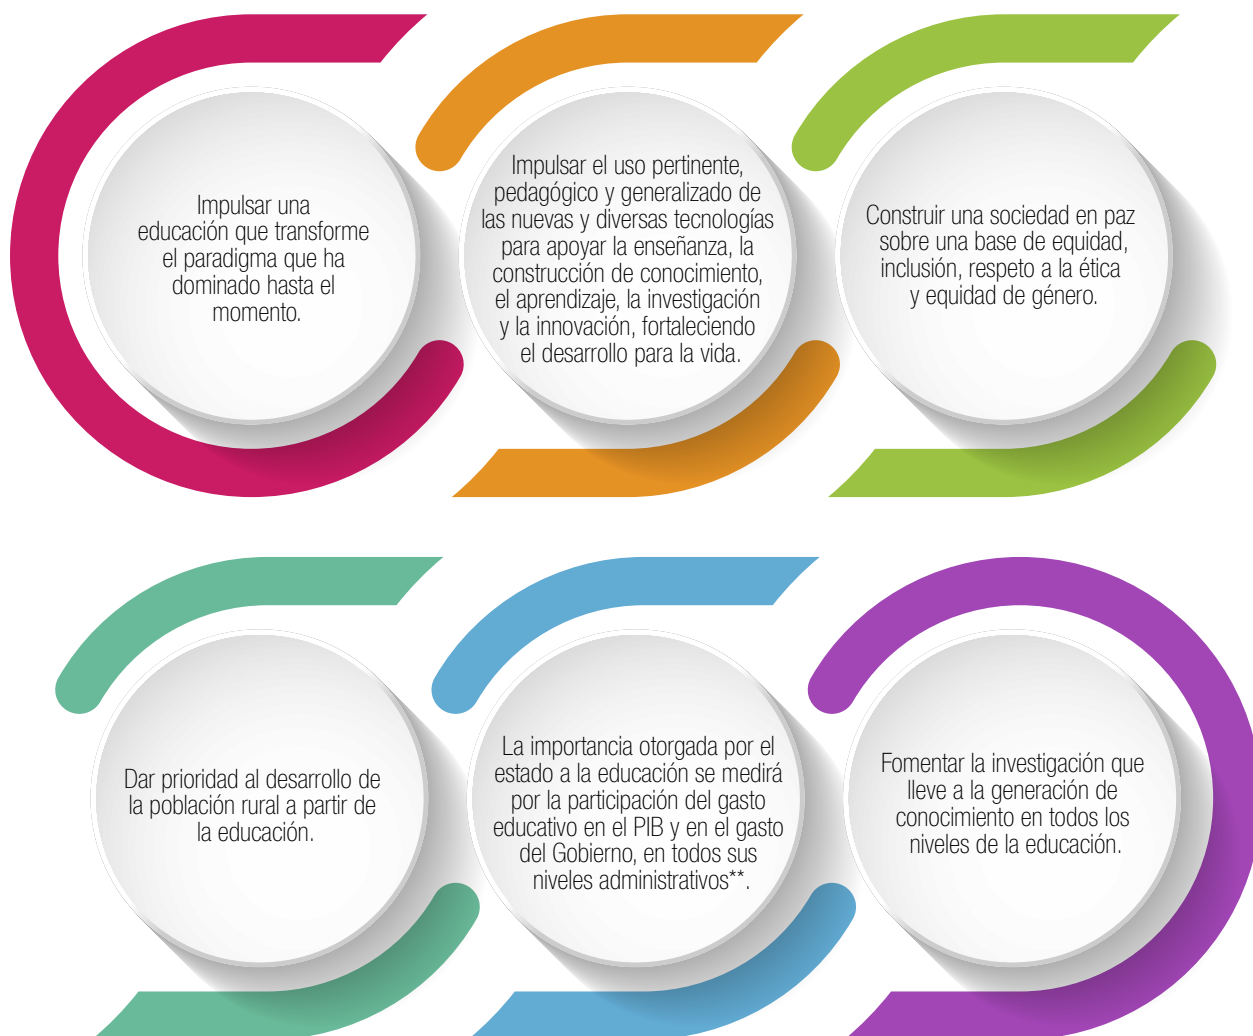 Impulsar una
educación que transforme
el paradigma que ha
dominado hasta el
momento.
Impulsar el uso pertinente,
pedagógico y generalizado de
las nuevas y diversas tecnologías
para apoyar la enseñanza, la
construcción de conocimiento,
el aprendizaje, la investigación
y la innovación, fortaleciendo
el desarrollo para la vida.
Construir una sociedad en paz
sobre una base de equidad,
inclusión, respeto a la ética
y equidad de género.
Dar prioridad al desarrollo de
la población rural a partir de
la educación.
La importancia otorgada por el
estado a la educación se medirá
por la participación del gasto
educativo en el PIB y en el gasto
del Gobierno, en todos sus
niveles administrativos**.
Fomentar la investigación que
lleve a la generación de
conocimiento en todos los
niveles de la educación.